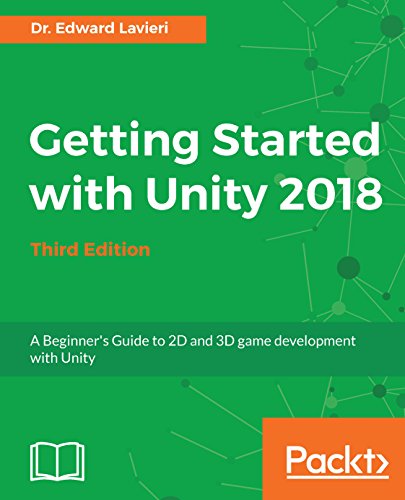 Dr. Edward Lavieri
Getting Started
with Unity 2018
Third Edition
A Beginner's Guide to 2D and 3D game development
with Unity
Packt>